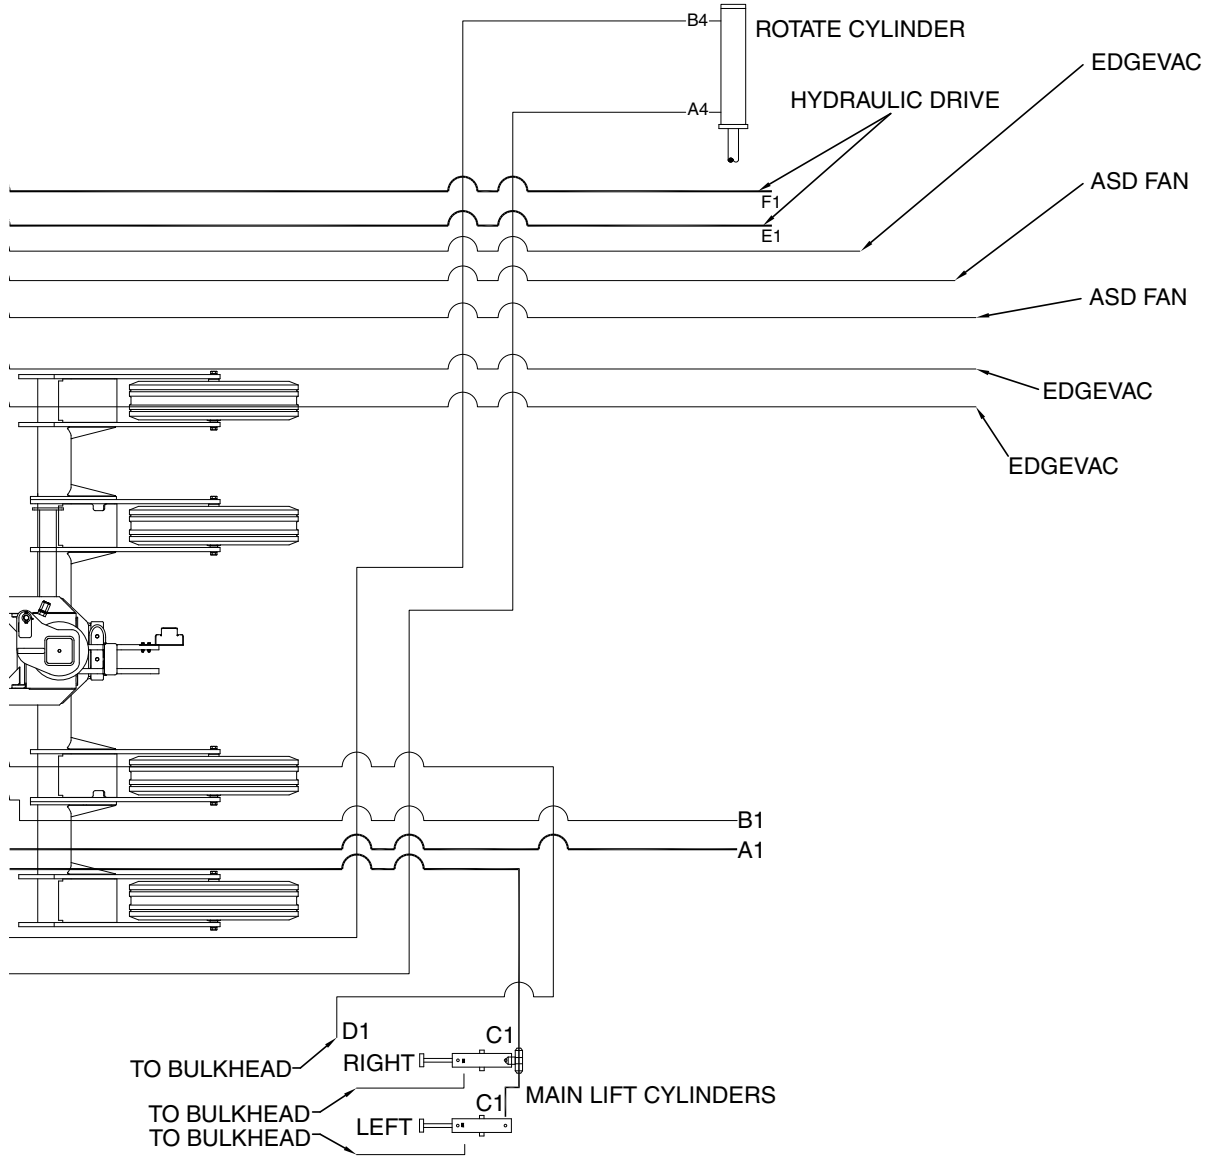 B4
ROTATE CYLINDER
EDGEVAC
HYDRAULIC DRIVE
A4
ASD FAN
F1
E1
ASD FAN
EDGEVAC
EDGEVAC
B1
A1
D1
C1
RIGHT
TO BULKHEAD
MAIN LIFT CYLINDERS
C1
TO BULKHEAD
LEFT
TO BULKHEAD